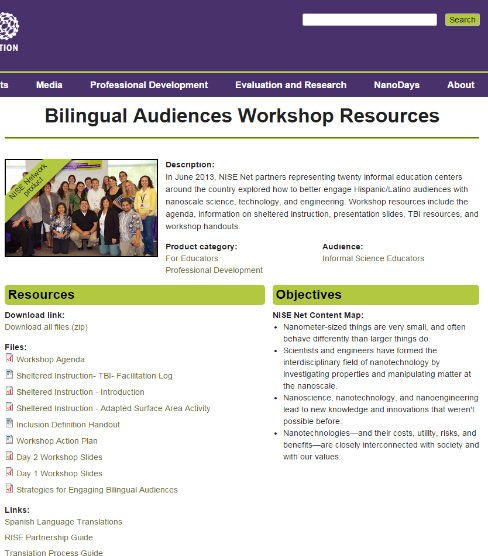 Search
TION
ts Media Professional Development Evaluation and Research NanoDays About
Bilingual Audiences Workshop Resources
NISE Network
product
Description:
In June 2013, NISE Net partners representing twenty informal education centers
around the country explored how to better engage Hispanic/Latino audiences with
nanoscale science, technology, and engineering. Workshop resources include the
agenda, information on sheltered instruction, presentation slides, TBI resources, and
workshop handouts.
Product category:
For Educators
Professional Development
Audience:
Informal Science Educators
Resources
Download link:
Download all files (zip)
Files:
Workshop Agenda
Sheltered Instruction- TBI- Facilitation Log
Sheltered Instruction - Introduction
Sheltered Instruction - Adapted Surface Area Activity
Inclusion Definition Handout
Workshop Action Plan
Day 2 Workshop Slides
Day 1 Workshop Slides
Strategies for Engaging Bilingual Audiences
Links:
Spanish Language Translations
RISE Partnership Guide
Translation Process Guide
Objectives
NISE Net Content Map:
• Nanometer-sized things are very small, and often
behave differently than larger things do.
• Scientists and engineers have formed the
interdisciplinary field of nanotechnology by
investigating properties and manipulating matter at
the nanoscale.
• Nanoscience, nanotechnology, and nanoengineering
lead to new knowledge and innovations that weren't
possible before.
• Nanotechnologies—and their costs, utility, risks, and
benefits—are closely interconnected with society and
with our values.